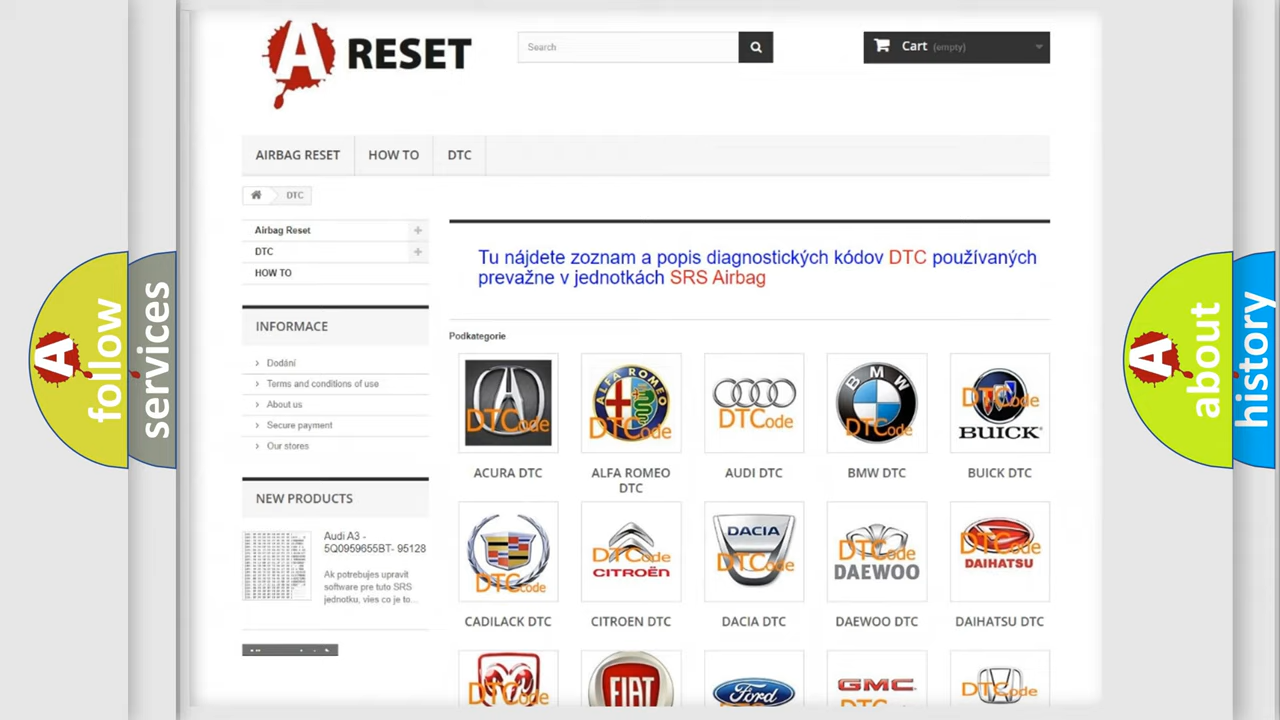 A RESET
Search
Cart (empty)
AIRBAG RESET
HOW TO
DTC
DTC
Airbag Reset
DTC
HOW TO
Tu nájdete zoznam a popis diagnostických kódov DTC používaných
prevažne v jednotkách SRS Airbag
INFORMACE
Dodání
Terms and conditions of use
About us
Secure payment
Our stores
NEW PRODUCTS
Audi A3 -
5Q0959655BT- 95128
Ak potrebujes upravit
software pre tuto SRS
jednotku, vies co je to...
Podkategorie
DTCode
ALFA ROMEO
DTCode
DTCode
BMW
DTCode
DTCode
BUICK
ACURA DTC
ALFA ROMEO
DTC
AUDI DTC
BMW DTC
BUICK DTC
DTCode
DTCode
CITROËN
DACIA
DTCode
DTCode
DAEWOO
DTCode
DAIHATSU
CADILACK DTC
CITROEN DTC
DACIA DTC
DAEWOO DTC
DAIHATSU DTC
DTCode
FIAT
Ford
GMC
DTCode
A follow
services
A about
history